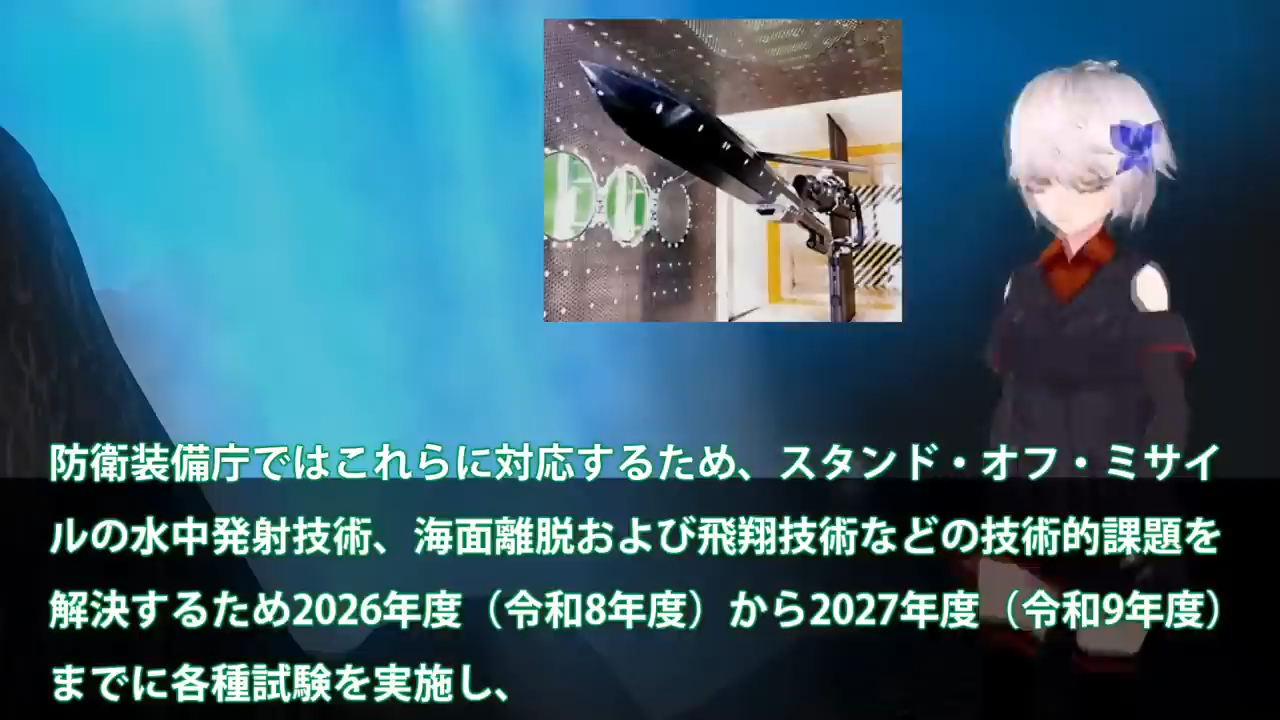 防衛装備庁ではこれらに対応するため、スタンド・オフ・ミサイ
ルの水中発射技術、海面離脱および飛翔技術などの技術的課題を
解決するため2026年度（令和8年度）から2027年度（令和9年度）
までに各種試験を実施し、